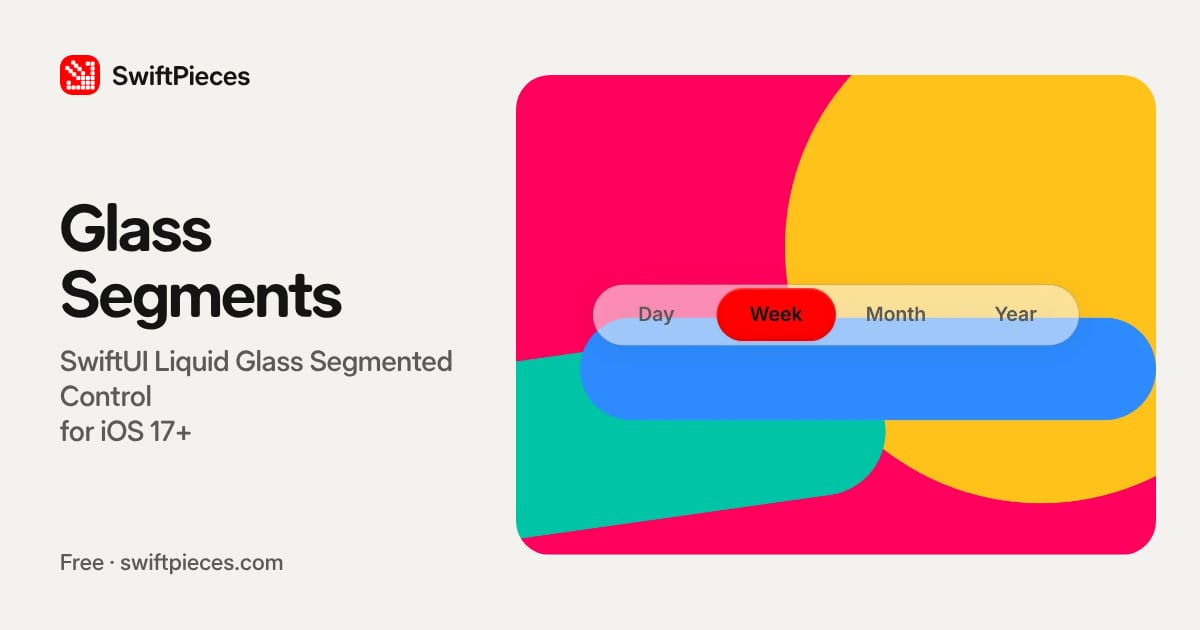 SwiftPieces
Glass
Segments
SwiftUI Liquid Glass Segmented
Control
for iOS 17+
Free · swiftpieces.com
Day Week Month Year